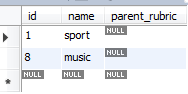 id name parent_rubric
1 sport NULL
8 music NULL
* NULL NULL NULL